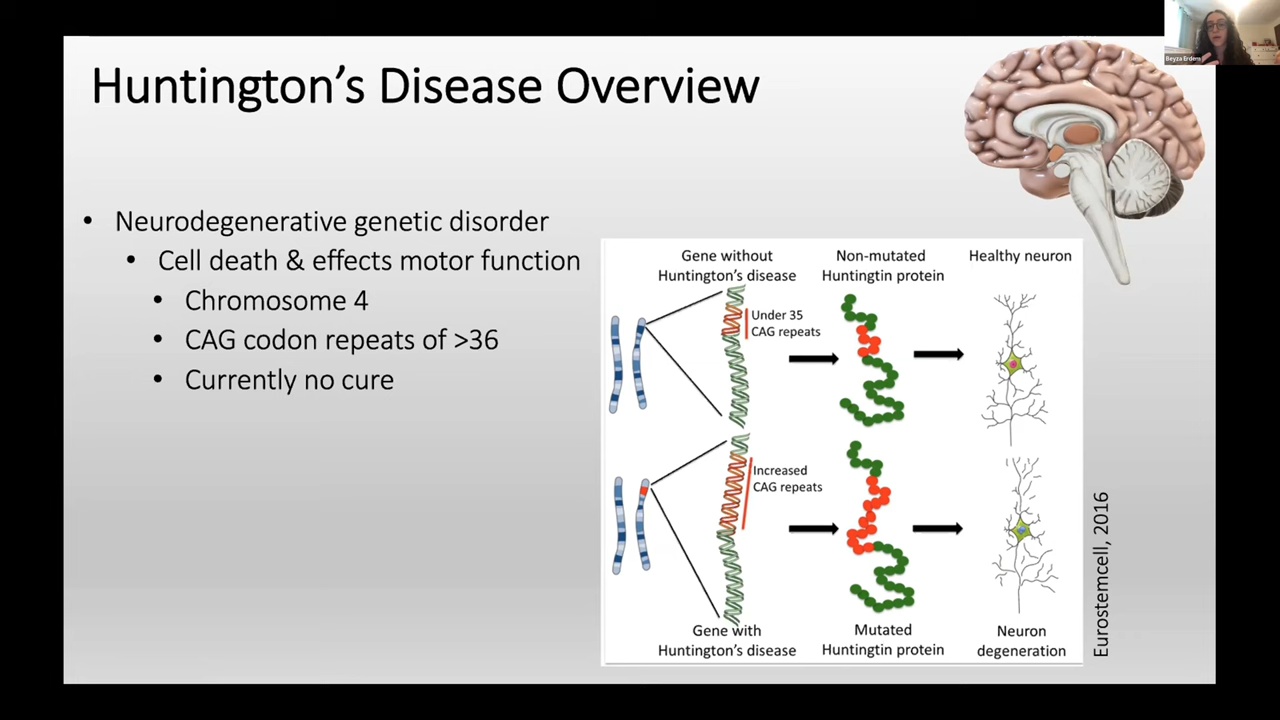 Huntington's Disease Overview
Beyza Erdem
• Neurodegenerative genetic disorder
• Cell death & effects motor function
• Chromosome 4
• CAG codon repeats of >36
• Currently no cure
Gene without
Huntington's disease
Non-mutated
Huntingtin protein
Healthy neuron
Under 35
CAG repeats
Increased
CAG repeats
Gene with
Huntington's disease
Mutated
Huntingtin protein
Neuron
degeneration
Eurostemcell, 2016